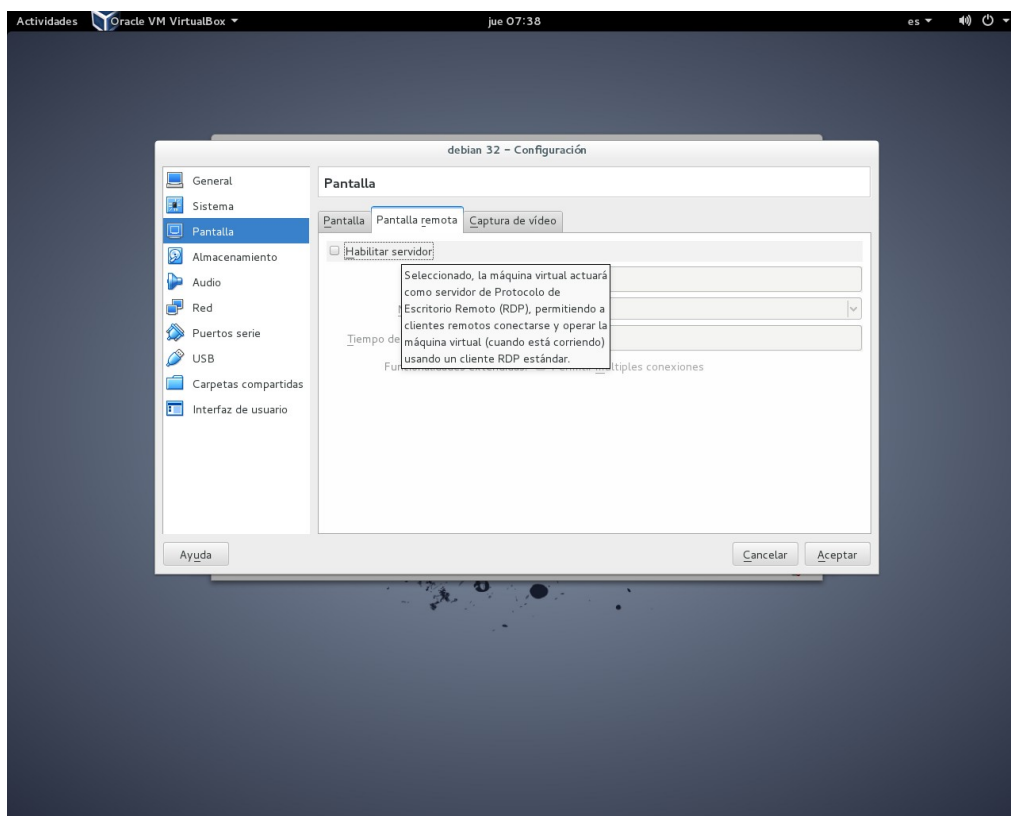 Actividades Oracle VM VirtualBox jue 07:38 es
debian 32 - Configuración
General
Sistema
Pantalla
Almacenamiento
Audio
Red
Puertos serie
USB
Carpetas compartidas
Interfaz de usuario
Pantalla
Pantalla Pantalla remota Captura de vídeo
Habilitar servidor
Seleccionado, la máquina virtual actuará
como servidor de Protocolo de
Escritorio Remoto (RDP), permitiendo a
clientes remotos conectarse y operar la
máquina virtual (cuando está corriendo)
usando un cliente RDP estándar.
Tiempo de
conexiones
Ayuda Cancelar Aceptar